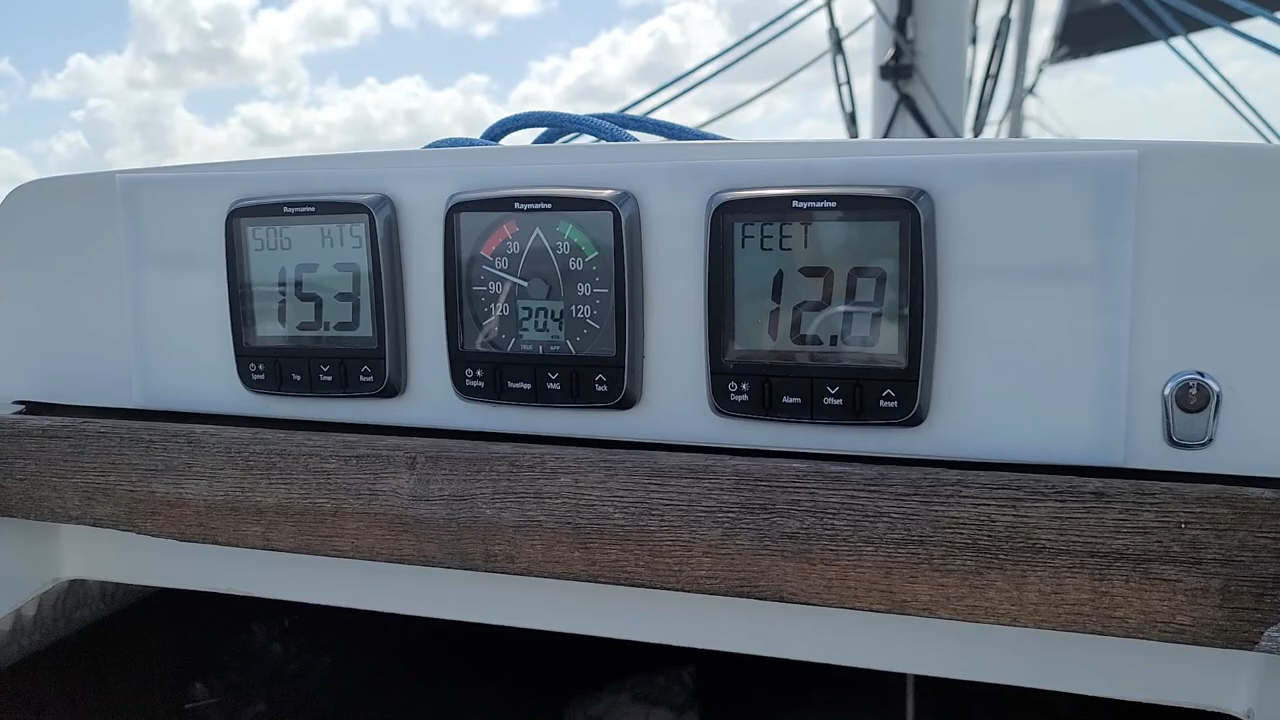 Raymarine
SOG KTS
15.3
Speed Trip Timer Reset
Raymarine
30 30
60 60
90 90
120 120
20.4
TRUE APP
Display True/App VMG Tack
Raymarine
FEET
12.8
Depth Alarm Offset Reset